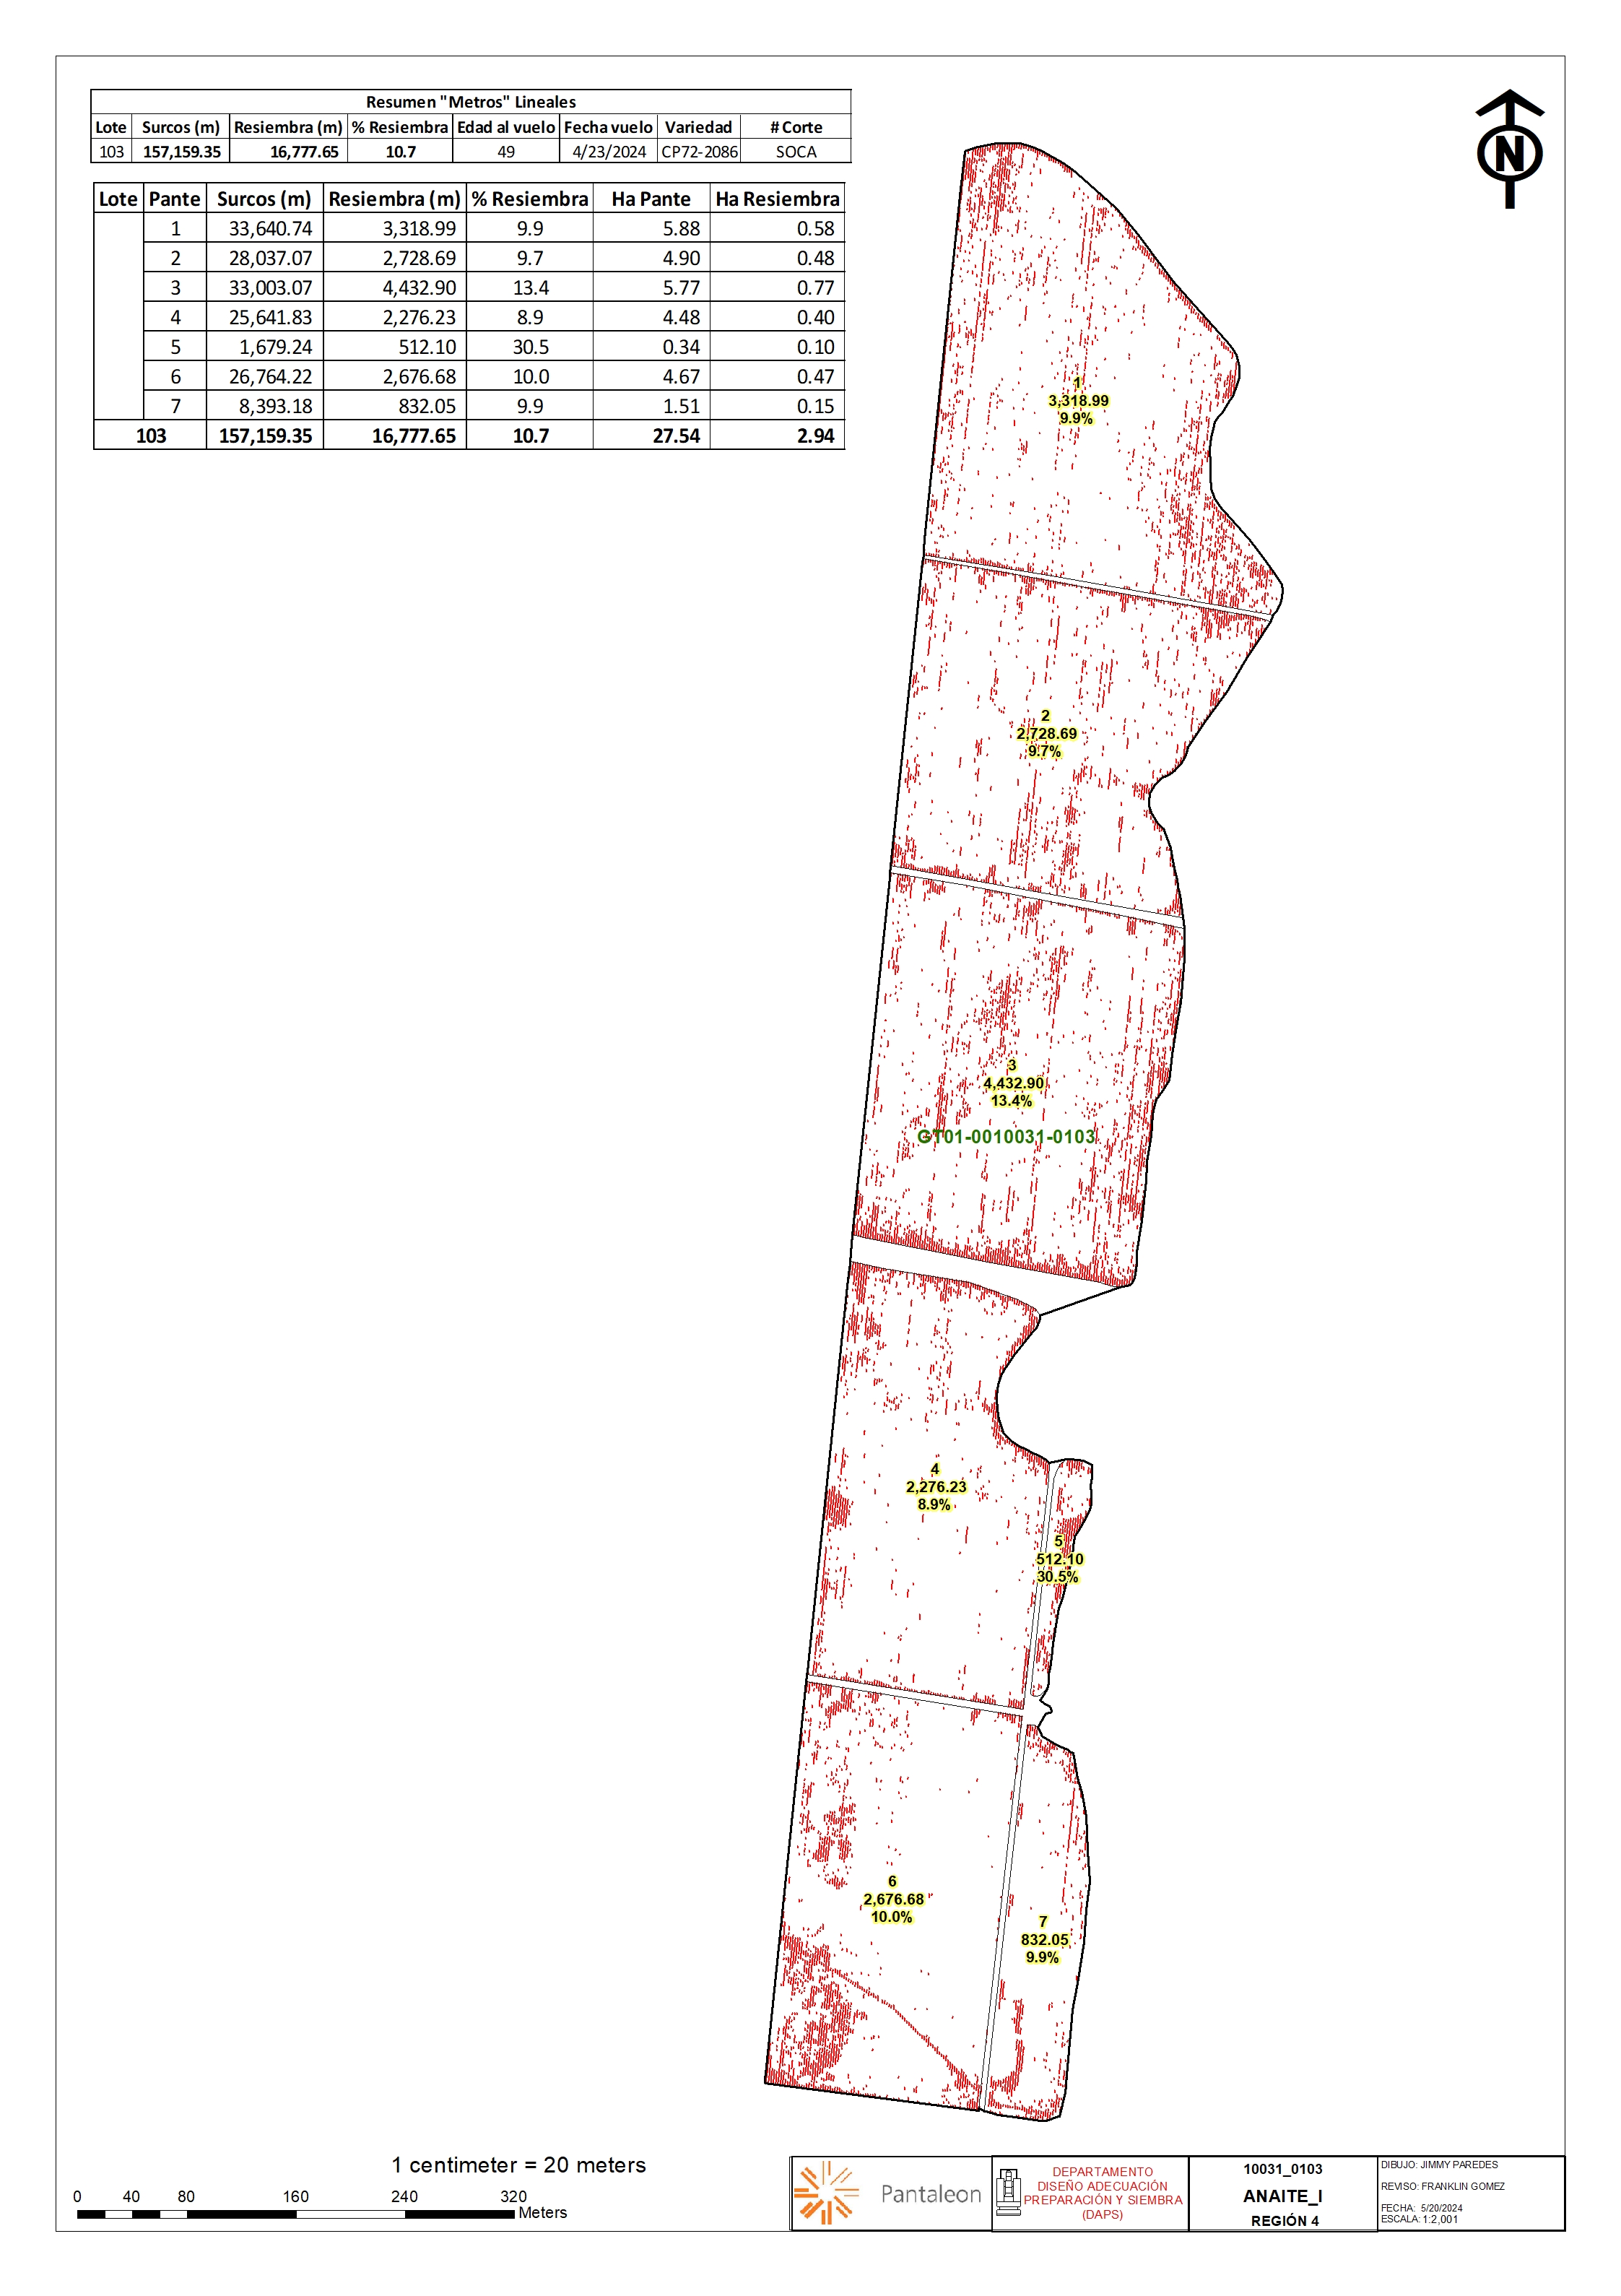 Resumen "Metros" Lineales
Lote Surcos (m) Resiembra (m) % Resiembra Edad al vuelo Fecha vuelo Variedad # Corte
103 157,159.35 16,777.65 10.7 49 4/23/2024 CP72-2086 SOCA
Lote Pante Surcos (m) Resiembra (m) % Resiembra Ha Pante Ha Resiembra
1 33,640.74 3,318.99 9.9 5.88 0.58
2 28,037.07 2,728.69 9.7 4.90 0.48
3 33,003.07 4,432.90 13.4 5.77 0.77
4 25,641.83 2,276.23 8.9 4.48 0.40
5 1,679.24 512.10 30.5 0.34 0.10
6 26,764.22 2,676.68 10.0 4.67 0.47
7 8,393.18 832.05 9.9 1.51 0.15
103 157,159.35 16,777.65 10.7 27.54 2.94
N
1
3,318.99
9.9%
2
2,728.69
9.7%
3
4,432.90
13.4%
GT01-0010031-0103
4
2,276.23
8.9%
5
512.10
30.5%
6
2,676.68
10.0%
7
832.05
9.9%
1 centimeter = 20 meters
0 40 80 160 240 320
Meters
Pantaleon
DEPARTAMENTO
DISEÑO ADECUACIÓN
PREPARACIÓN Y SIEMBRA
(DAPS)
10031_0103
ANAITE_I
REGIÓN 4
DIBUJO: JIMMY PAREDES
REVISO: FRANKLIN GOMEZ
FECHA: 5/20/2024
ESCALA: 1:2,001